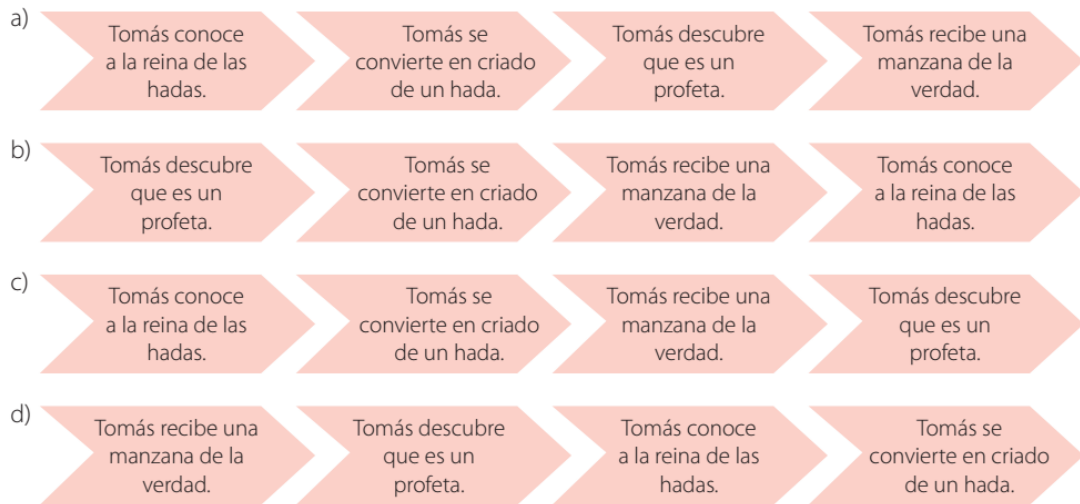 a)
Tomás conoce
a la reina de las
hadas.
Tomás se
convierte en criado
de un hada.
Tomás descubre
que es un
profeta.
Tomás recibe una
manzana de la
verdad.
b)
Tomás descubre
que es un
profeta.
Tomás se
convierte en criado
de un hada.
Tomás recibe una
manzana de la
verdad.
Tomás conoce
a la reina de las
hadas.
c)
Tomás conoce
a la reina de las
hadas.
Tomás se
convierte en criado
de un hada.
Tomás recibe una
manzana de la
verdad.
Tomás descubre
que es un
profeta.
d)
Tomás recibe una
manzana de la
verdad.
Tomás descubre
que es un
profeta.
Tomás conoce
a la reina de las
hadas.
Tomás se
convierte en criado
de un hada.